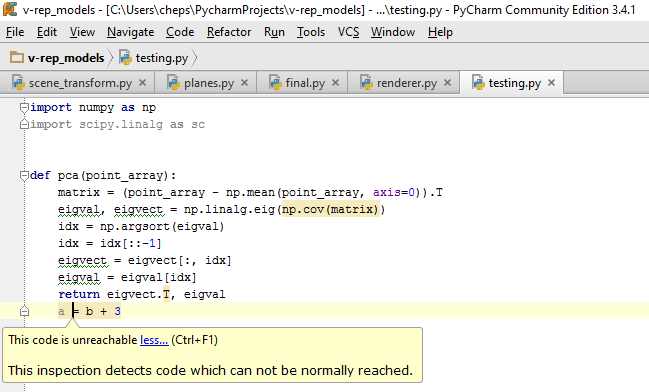 v-rep_models - [C:\Users\cheps\PycharmProjects\v-rep_models] - ...\testing.py - PyCharm Community Edition 3.4.1
File Edit View Navigate Code Refactor Run Tools VCS Window Help
v-rep_models testing.py
scene_transform.py planes.py final.py renderer.py testing.py
import numpy as np
import scipy.linalg as sc
def pca(point_array):
matrix = (point_array - np.mean(point_array, axis=0)).T
eigval, eigvect = np.linalg.eig(np.cov(matrix))
idx = np.argsort(eigval)
idx = idx[::-1]
eigvect = eigvect[:, idx]
eigval = eigval[idx]
return eigvect.T, eigval
a = b + 3
This code is unreachable less... (Ctrl+F1)
This inspection detects code which can not be normally reached.